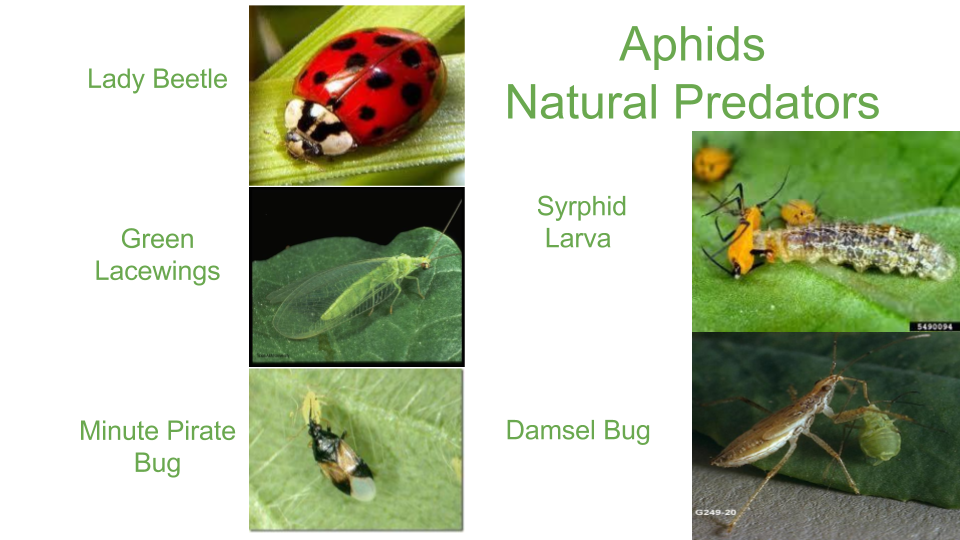 Aphids
Natural Predators
Lady Beetle
Green
Lacewings
Minute Pirate
Bug
Syrphid
Larva
5490094
Damsel Bug
G249-20